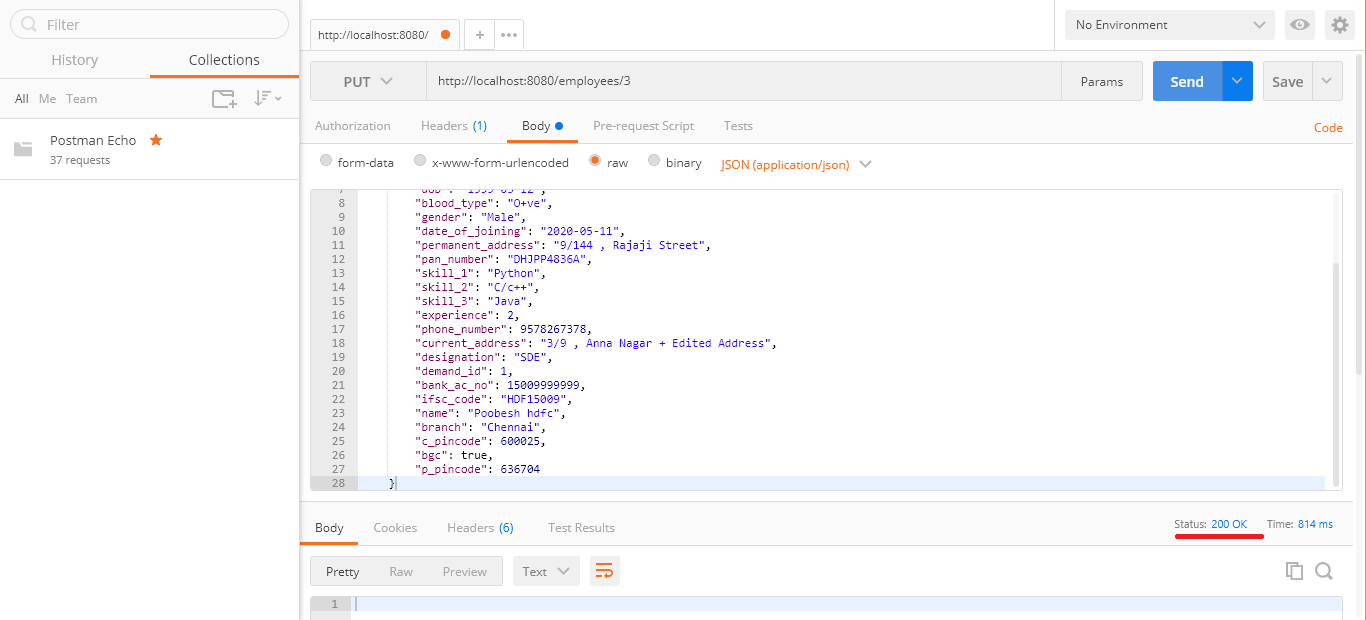 Filter
History Collections
All Me Team
Postman Echo
37 requests
http://localhost:8080/
No Environment
PUT http://localhost:8080/employees/3 Params Send Save
Authorization Headers (1) Body Pre-request Script Tests Code
form-data x-www-form-urlencoded raw binary JSON (application/json)
8 "blood_type": "O+ve",
9 "gender": "Male",
10 "date_of_joining": "2020-05-11",
11 "permanent_address": "9/144 , Rajaji Street",
12 "pan_number": "DHJPP4836A",
13 "skill_1": "Python",
14 "skill_2": "C/c++",
15 "skill_3": "Java",
16 "experience": 2,
17 "phone_number": 9578267378,
18 "current_address": "3/9 , Anna Nagar + Edited Address",
19 "designation": "SDE",
20 "demand_id": 1,
21 "bank_ac_no": 15009999999,
22 "ifsc_code": "HDF15009",
23 "name": "Poobesh hdfc",
24 "branch": "Chennai",
25 "c_pincode": 600025,
26 "bgc": true,
27 "p_pincode": 636704
28 }
Body Cookies Headers (6) Test Results Status: 200 OK Time: 814 ms
Pretty Raw Preview Text
1